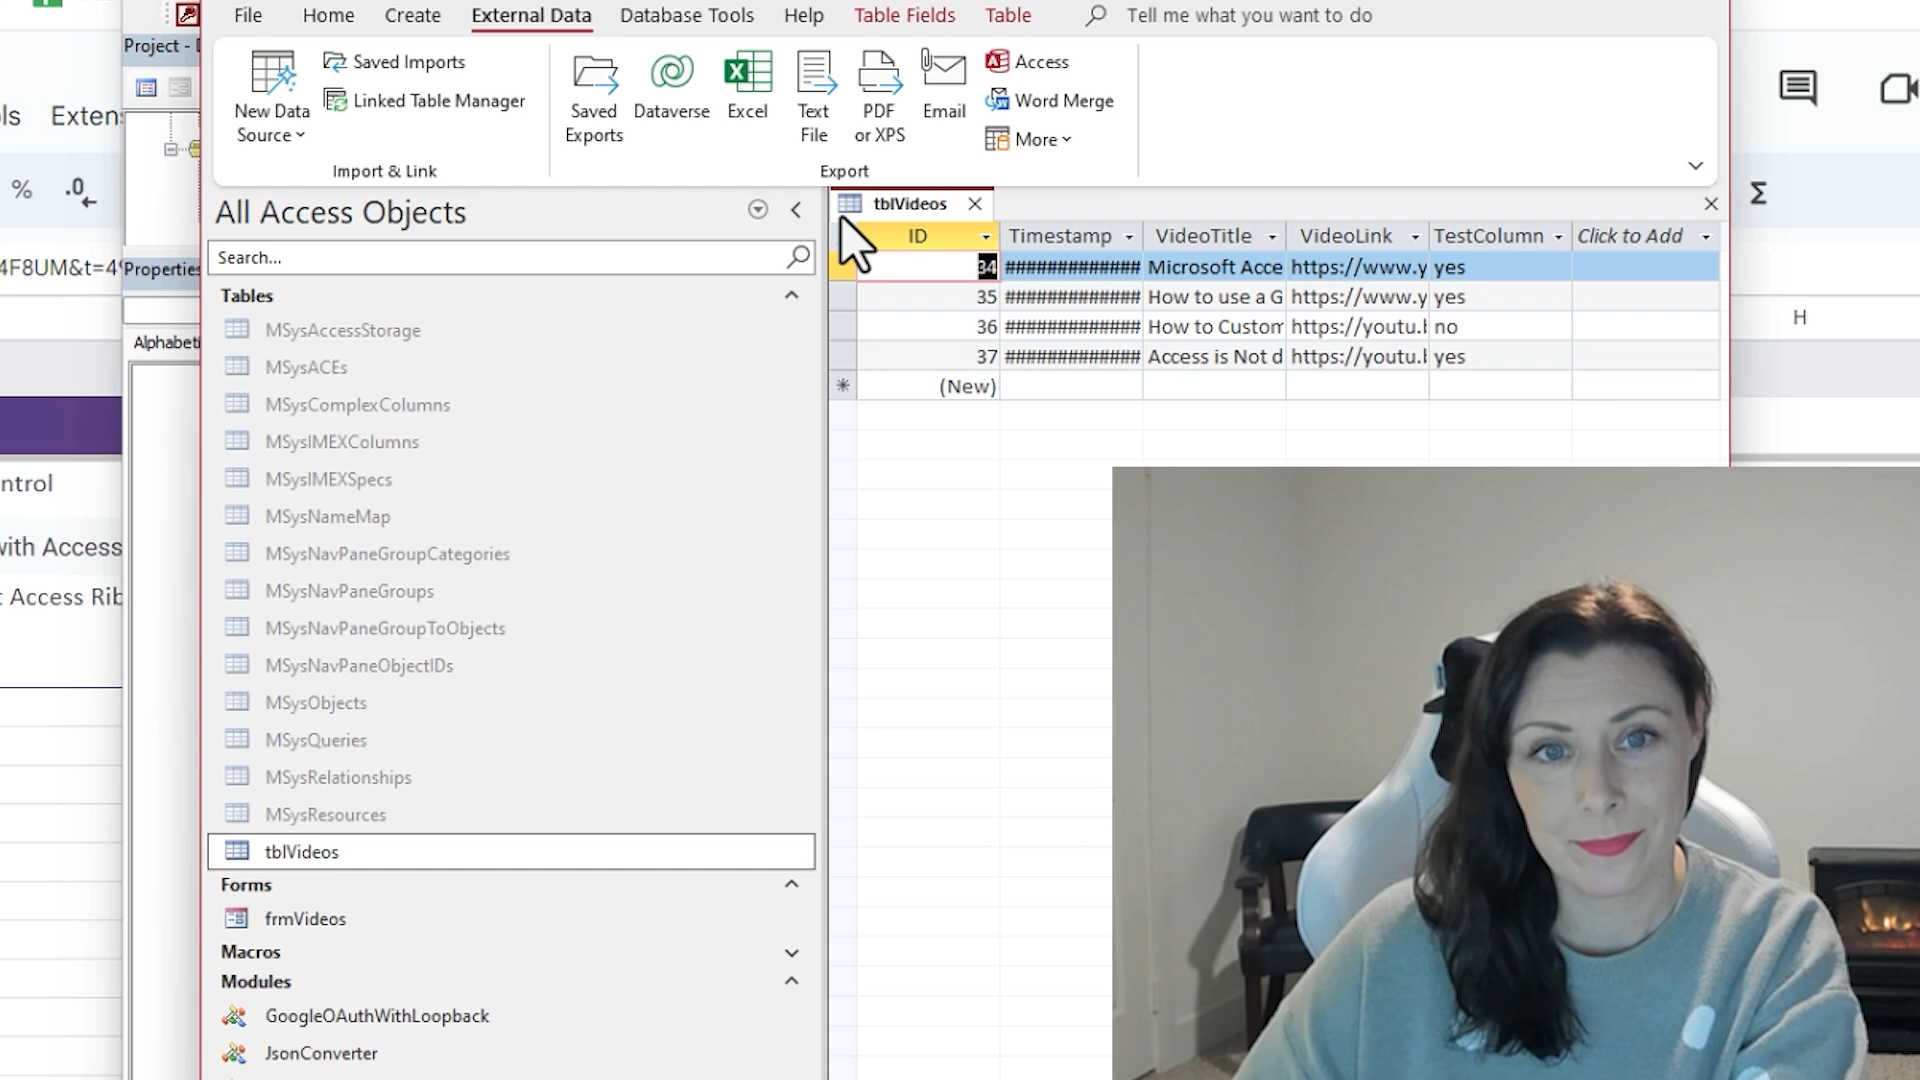 File Home Create External Data Database Tools Help Table Fields Table Tell me what you want to do
Project -
Saved Imports
Linked Table Manager
New Data
Source
Import & Link
Saved
Exports
Dataverse
Excel
Text
File
PDF
or XPS
Email
Access
Word Merge
More
Export
Exten
%
.0
Σ
4F8UM&t=4
Properties
Alphabeti
H
ntrol
with Access
t Access Rib
All Access Objects
Search...
Tables
MSysAccessStorage
MSysACEs
MSysComplexColumns
MSysIMEXColumns
MSysIMEXSpecs
MSysNameMap
MSysNavPaneGroupCategories
MSysNavPaneGroups
MSysNavPaneGroupToObjects
MSysNavPaneObjectIDs
MSysObjects
MSysQueries
MSysRelationships
MSysResources
tblVideos
Forms
frmVideos
Macros
Modules
GoogleOAuthWithLoopback
JsonConverter
tblVideos
ID Timestamp VideoTitle VideoLink TestColumn Click to Add
34 ############# Microsoft Acce https://www.y yes
35 ############# How to use a G https://www.y yes
36 ############# How to Custom https://youtu.l no
37 ############# Access is Not d https://youtu.l yes
* (New)